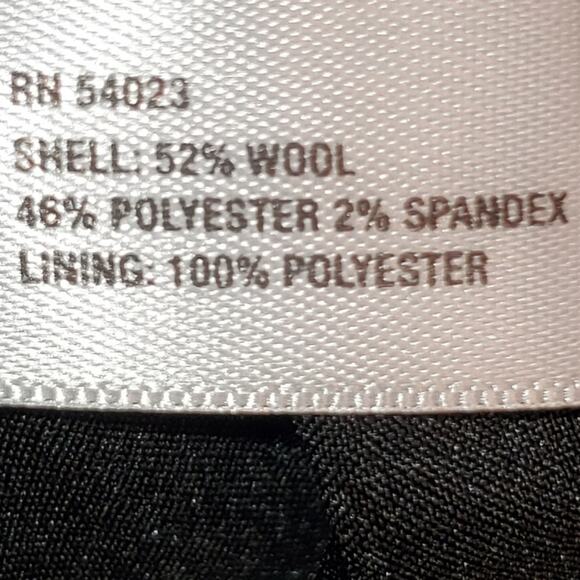 RN 54023
SHELL: 52% WOOL
46% POLYESTER 2% SPANDEX
LINING: 100% POLYESTER